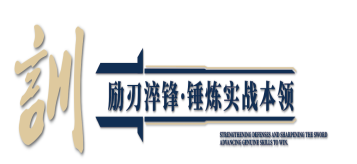 訓
励刃淬锋·锤炼实战本领
STRENGTHENING DEFENSES AND SHARPENING THE SWORD
ADVANCING GENUINE SKILLS TO WIN.